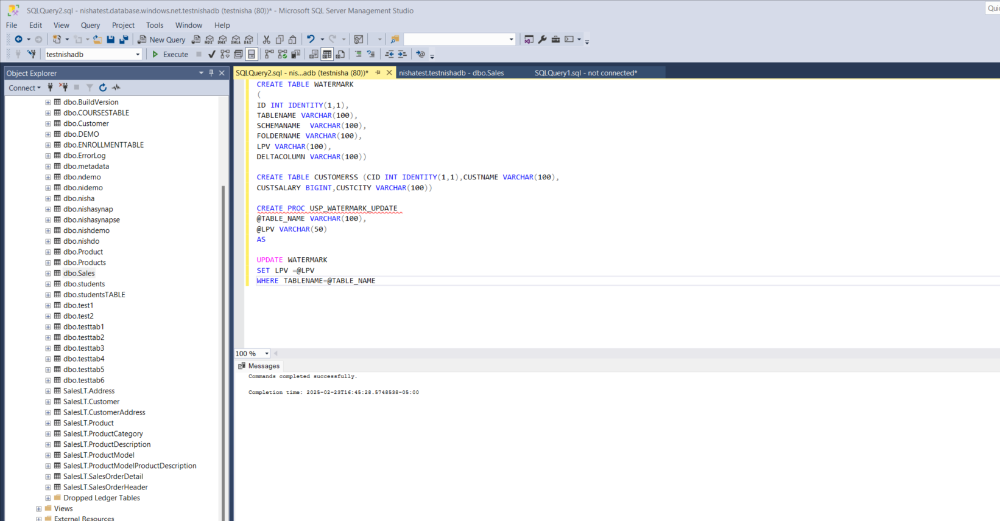 SQLQuery2.sql - nishatest.database.windows.net.testnishadb (testnisha (80))* - Microsoft SQL Server Management Studio
Quic
File Edit View Query Project Tools Window Help
New Query
MDX DMX XMLA DAX
testnishadb
Execute
Object Explorer
Connect
dbo.BuildVersion
dbo.COURSESTABLE
dbo.Customer
dbo.DEMO
dbo.ENROLLMENTTABLE
dbo.ErrorLog
dbo.metadata
dbo.ndemo
dbo.nidemo
dbo.nisha
dbo.nishasynap
dbo.nishasynapse
dbo.nishdemo
dbo.nishdo
dbo.Product
dbo.Products
dbo.Sales
dbo.students
dbo.studentsTABLE
dbo.test1
dbo.test2
dbo.testtab1
dbo.testtab2
dbo.testtab3
dbo.testtab4
dbo.testtab5
dbo.testtab6
SalesLT.Address
SalesLT.Customer
SalesLT.CustomerAddress
SalesLT.Product
SalesLT.ProductCategory
SalesLT.ProductDescription
SalesLT.ProductModel
SalesLT.ProductModelProductDescription
SalesLT.SalesOrderDetail
SalesLT.SalesOrderHeader
Dropped Ledger Tables
Views
External Resources
SQLQuery2.sql - nis...adb (testnisha (80))* nishatest.testnishadb - dbo.Sales SQLQuery1.sql - not connected*
CREATE TABLE WATERMARK
(
ID INT IDENTITY(1,1),
TABLENAME VARCHAR(100),
SCHEMANAME  VARCHAR(100),
FOLDERNAME VARCHAR(100),
LPV VARCHAR(100),
DELTACOLUMN VARCHAR(100))
CREATE TABLE CUSTOMERSS (CID INT IDENTITY(1,1),CUSTNAME VARCHAR(100),
CUSTSALARY BIGINT,CUSTCITY VARCHAR(100))
CREATE PROC USP_WATERMARK_UPDATE
@TABLE_NAME VARCHAR(100),
@LPV VARCHAR(50)
AS
UPDATE WATERMARK
SET LPV =@LPV
WHERE TABLENAME=@TABLE_NAME
100 %
Messages
Commands completed successfully.
Completion time: 2025-02-23T16:45:28.5748538-05:00